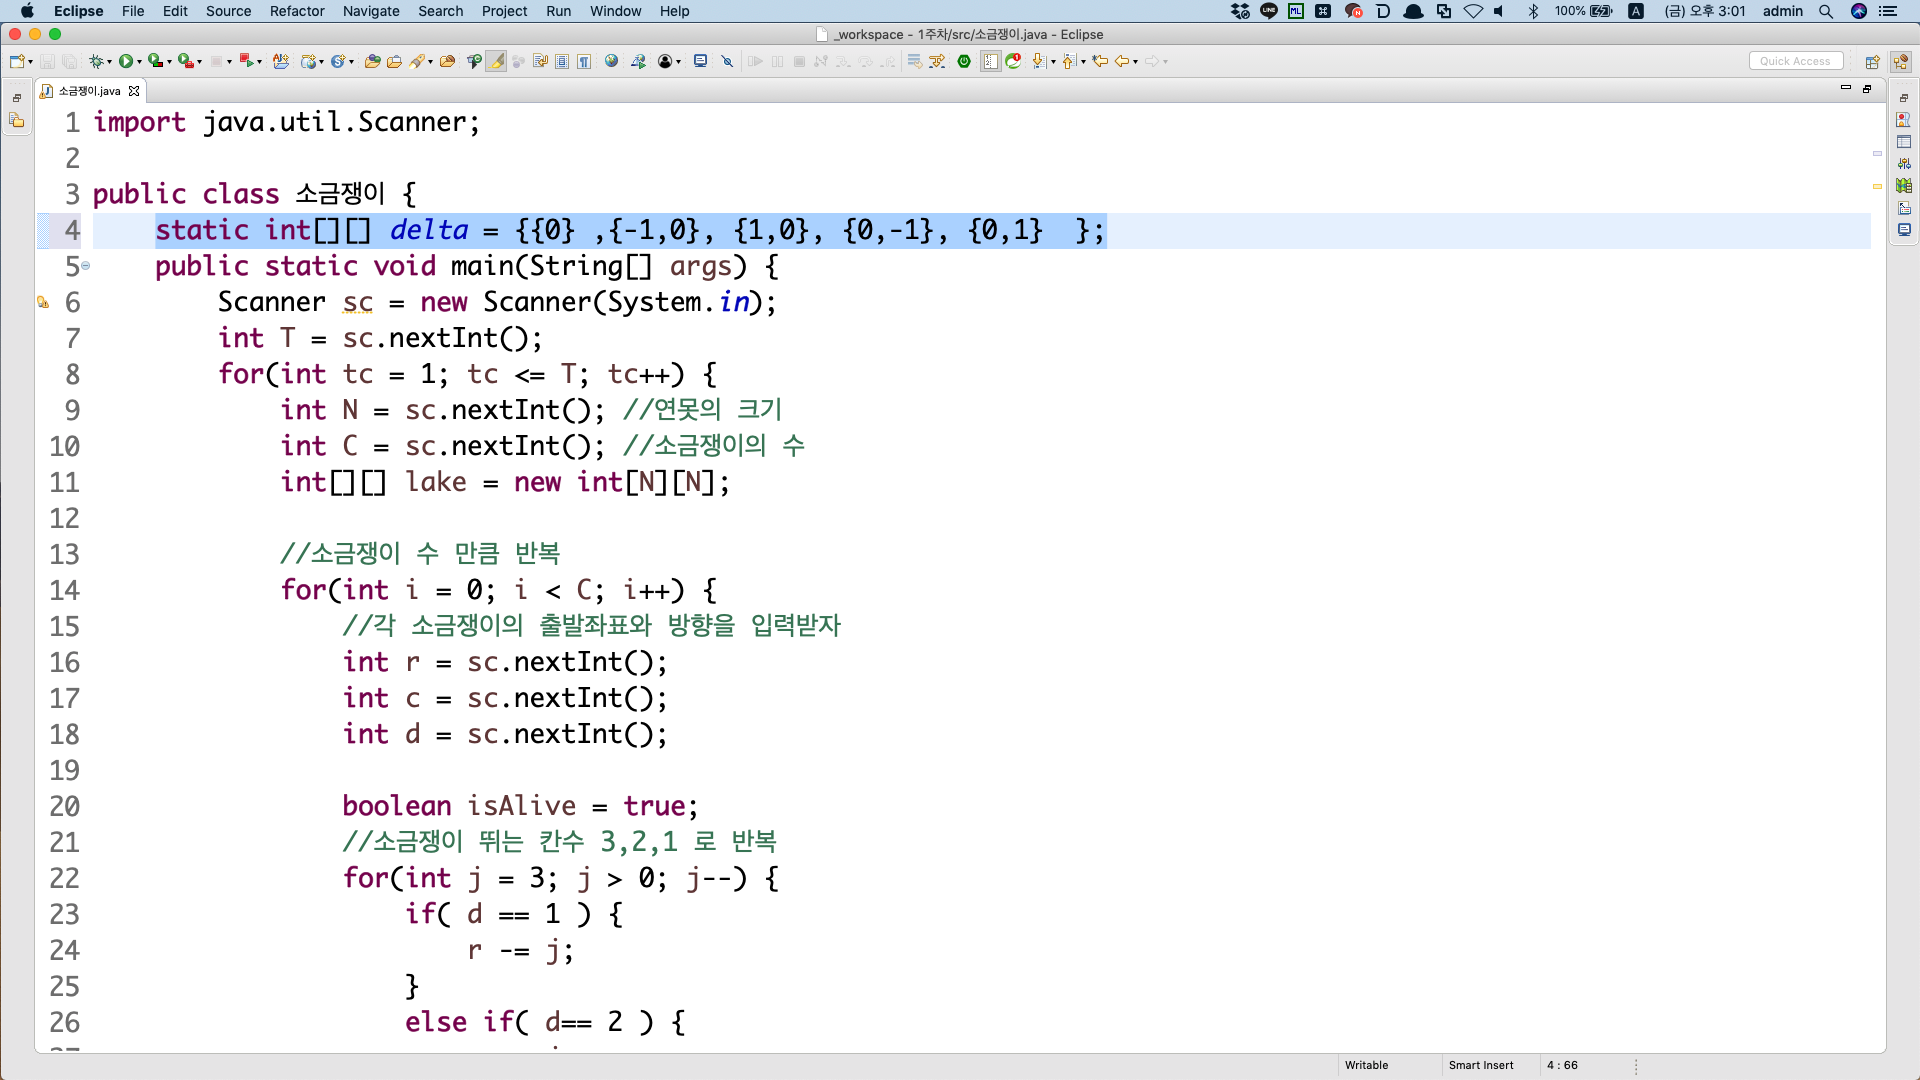 Eclipse File Edit Source Refactor Navigate Search Project Run Window Help 100% A (금) 오후 3:01 admin
_workspace - 1주차/src/소금쟁이.java - Eclipse
Quick Access
소금쟁이.java
1 import java.util.Scanner;
2
3 public class 소금쟁이 {
4 static int[][] delta = {{0} ,{-1,0}, {1,0}, {0,-1}, {0,1}  };
5 public static void main(String[] args) {
6 Scanner sc = new Scanner(System.in);
7 int T = sc.nextInt();
8 for(int tc = 1; tc <= T; tc++) {
9 int N = sc.nextInt(); //연못의 크기
10 int C = sc.nextInt(); //소금쟁이의 수
11 int[][] lake = new int[N][N];
12
13 //소금쟁이 수 만큼 반복
14 for(int i = 0; i < C; i++) {
15 //각 소금쟁이의 출발좌표와 방향을 입력받자
16 int r = sc.nextInt();
17 int c = sc.nextInt();
18 int d = sc.nextInt();
19
20 boolean isAlive = true;
21 //소금쟁이 뛰는 칸수 3,2,1 로 반복
22 for(int j = 3; j > 0; j--) {
23 if( d == 1 ) {
24 r -= j;
25 }
26 else if( d== 2 ) {
Writable Smart Insert 4 : 66